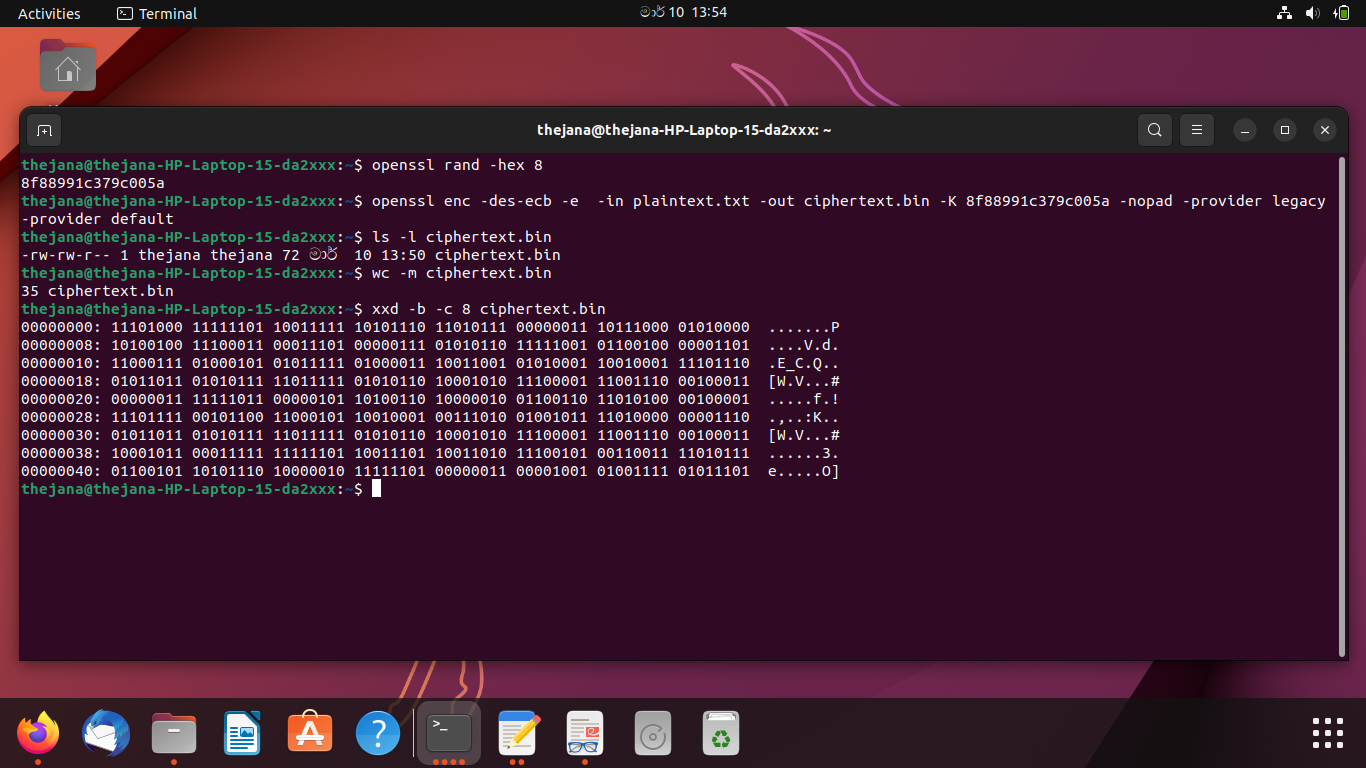 Activities
Terminal
මාර් 10 13:54
thejana@thejana-HP-Laptop-15-da2xxx: ~
thejana@thejana-HP-Laptop-15-da2xxx:~$ openssl rand -hex 8
8f88991c379c005a
thejana@thejana-HP-Laptop-15-da2xxx:~$ openssl enc -des-ecb -e  -in plaintext.txt -out ciphertext.bin -K 8f88991c379c005a -nopad -provider legacy
-provider default
thejana@thejana-HP-Laptop-15-da2xxx:~$ ls -l ciphertext.bin
-rw-rw-r-- 1 thejana thejana 72 මාර්  10 13:50 ciphertext.bin
thejana@thejana-HP-Laptop-15-da2xxx:~$ wc -m ciphertext.bin
35 ciphertext.bin
thejana@thejana-HP-Laptop-15-da2xxx:~$ xxd -b -c 8 ciphertext.bin
00000000: 11101000 11111101 10011111 10101110 11010111 00000011 10111000 01010000  .......P
00000008: 10100100 11100011 00011101 00000111 01010110 11111001 01100100 00001101  ....V.d.
00000010: 11000111 01000101 01011111 01000011 10011001 01010001 10010001 11101110  .E_C.Q..
00000018: 01011011 01010111 11011111 01010110 10001010 11100001 11001110 00100011  [W.V...#
00000020: 00000011 11111011 00000101 10100110 10000010 01100110 11010100 00100001  .....f.!
00000028: 11101111 00101100 11000101 10010001 00111010 01001011 11010000 00001110  .,..:K..
00000030: 01011011 01010111 11011111 01010110 10001010 11100001 11001110 00100011  [W.V...#
00000038: 10001011 00011111 11111101 10011101 10011010 11100101 00110011 11010111  ......3.
00000040: 01100101 10101110 10000010 11111101 00000011 00001001 01001111 01011101  e.....O]
thejana@thejana-HP-Laptop-15-da2xxx:~$